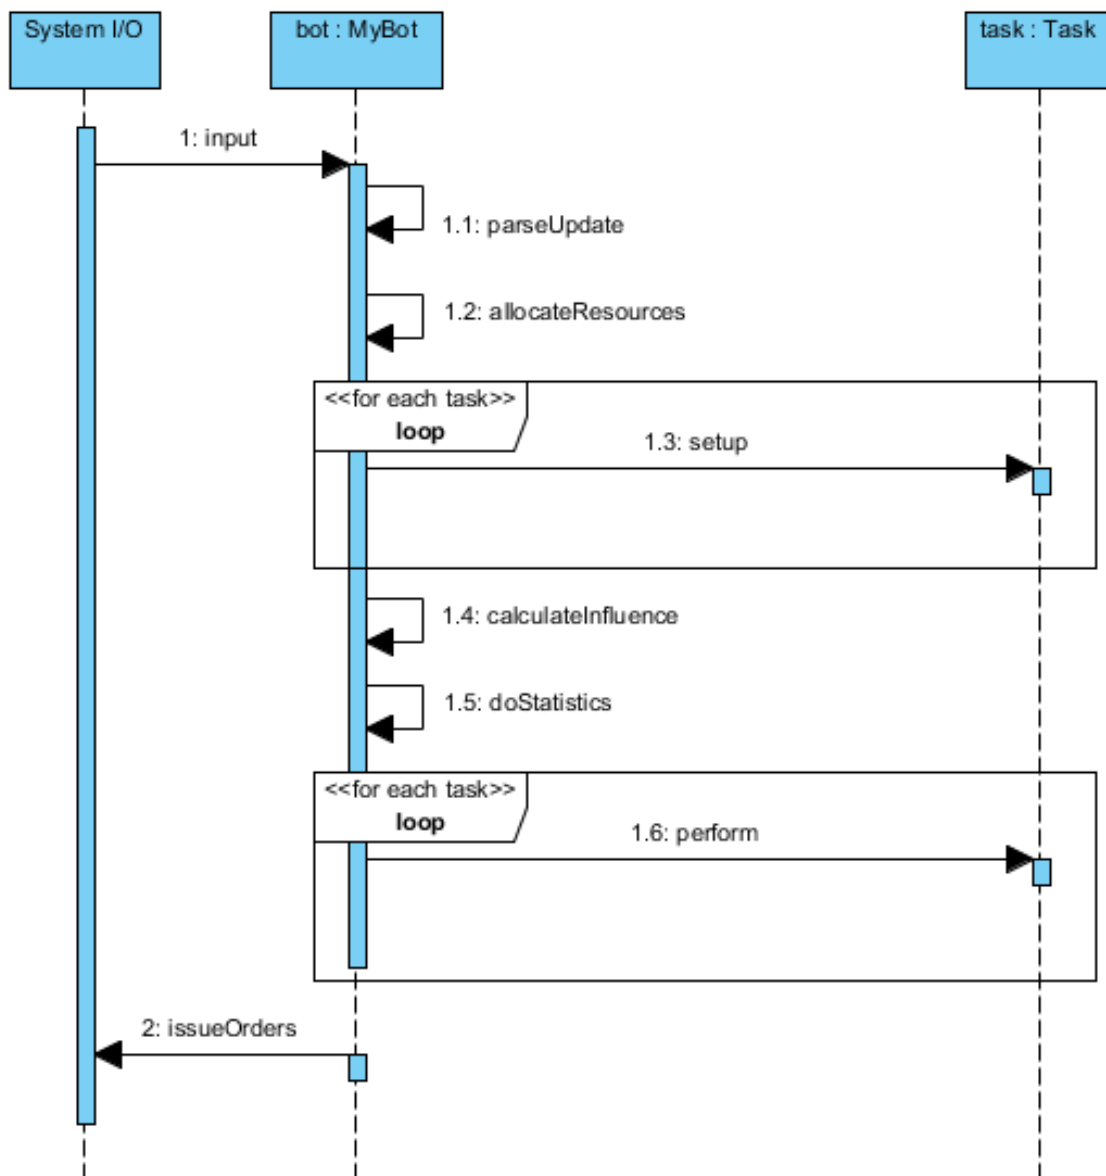 System I/O
bot : MyBot
task : Task
1: input
1.1: parseUpdate
1.2: allocateResources
<<for each task>>
loop
1.3: setup
1.4: calculateInfluence
1.5: doStatistics
<<for each task>>
loop
1.6: perform
2: issueOrders